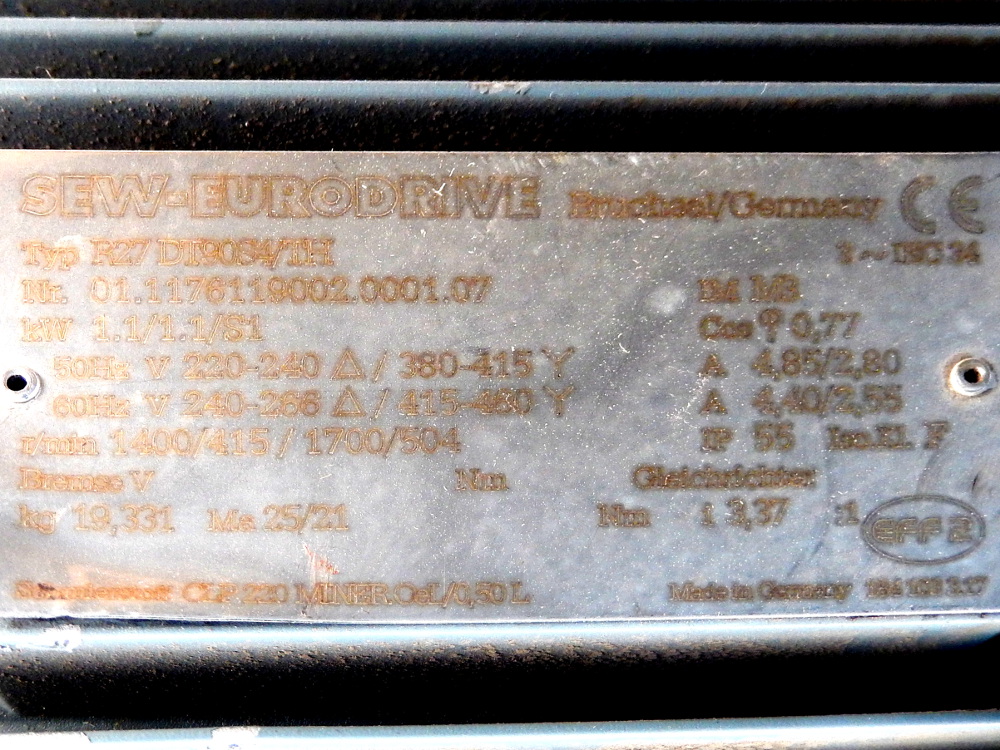 SEW-EURODRIVE Bruchsal/Germany CE
Typ R27 DT90S4/TH 3 ~ IEC 34
Nr. 01.1176119002.0001.07 IM M3
kW 1.1/1.1/S1 Cos φ 0,77
50Hz V 220-240 △ / 380-415 Y A 4,85/2,80
60Hz V 240-266 △ / 415-460 Y A 4,40/2,55
r/min 1400/415 / 1700/504 IP 55 Iso.Kl. F
Bremse V Nm Gleichrichter
kg 19,331 Ma 25/21 Nm i 3,37 :1 EFF 2
Schmierstoff CLP 220 MINER.OeL/0,50 L Made in Germany